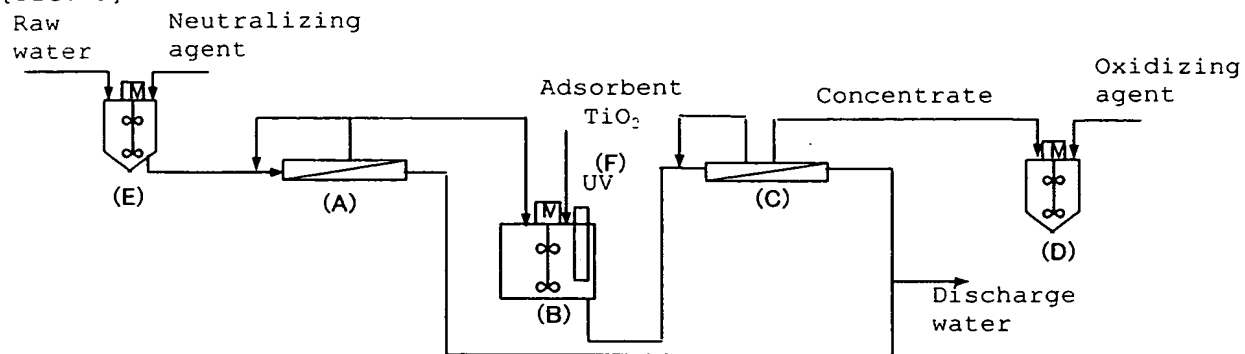 Raw
water
Neutralizing
agent
M
(E)
(A)
Adsorbent
TiO2
(F)
UV
M
(B)
Concentrate
(C)
Oxidizing
agent
M
(D)
Discharge
water